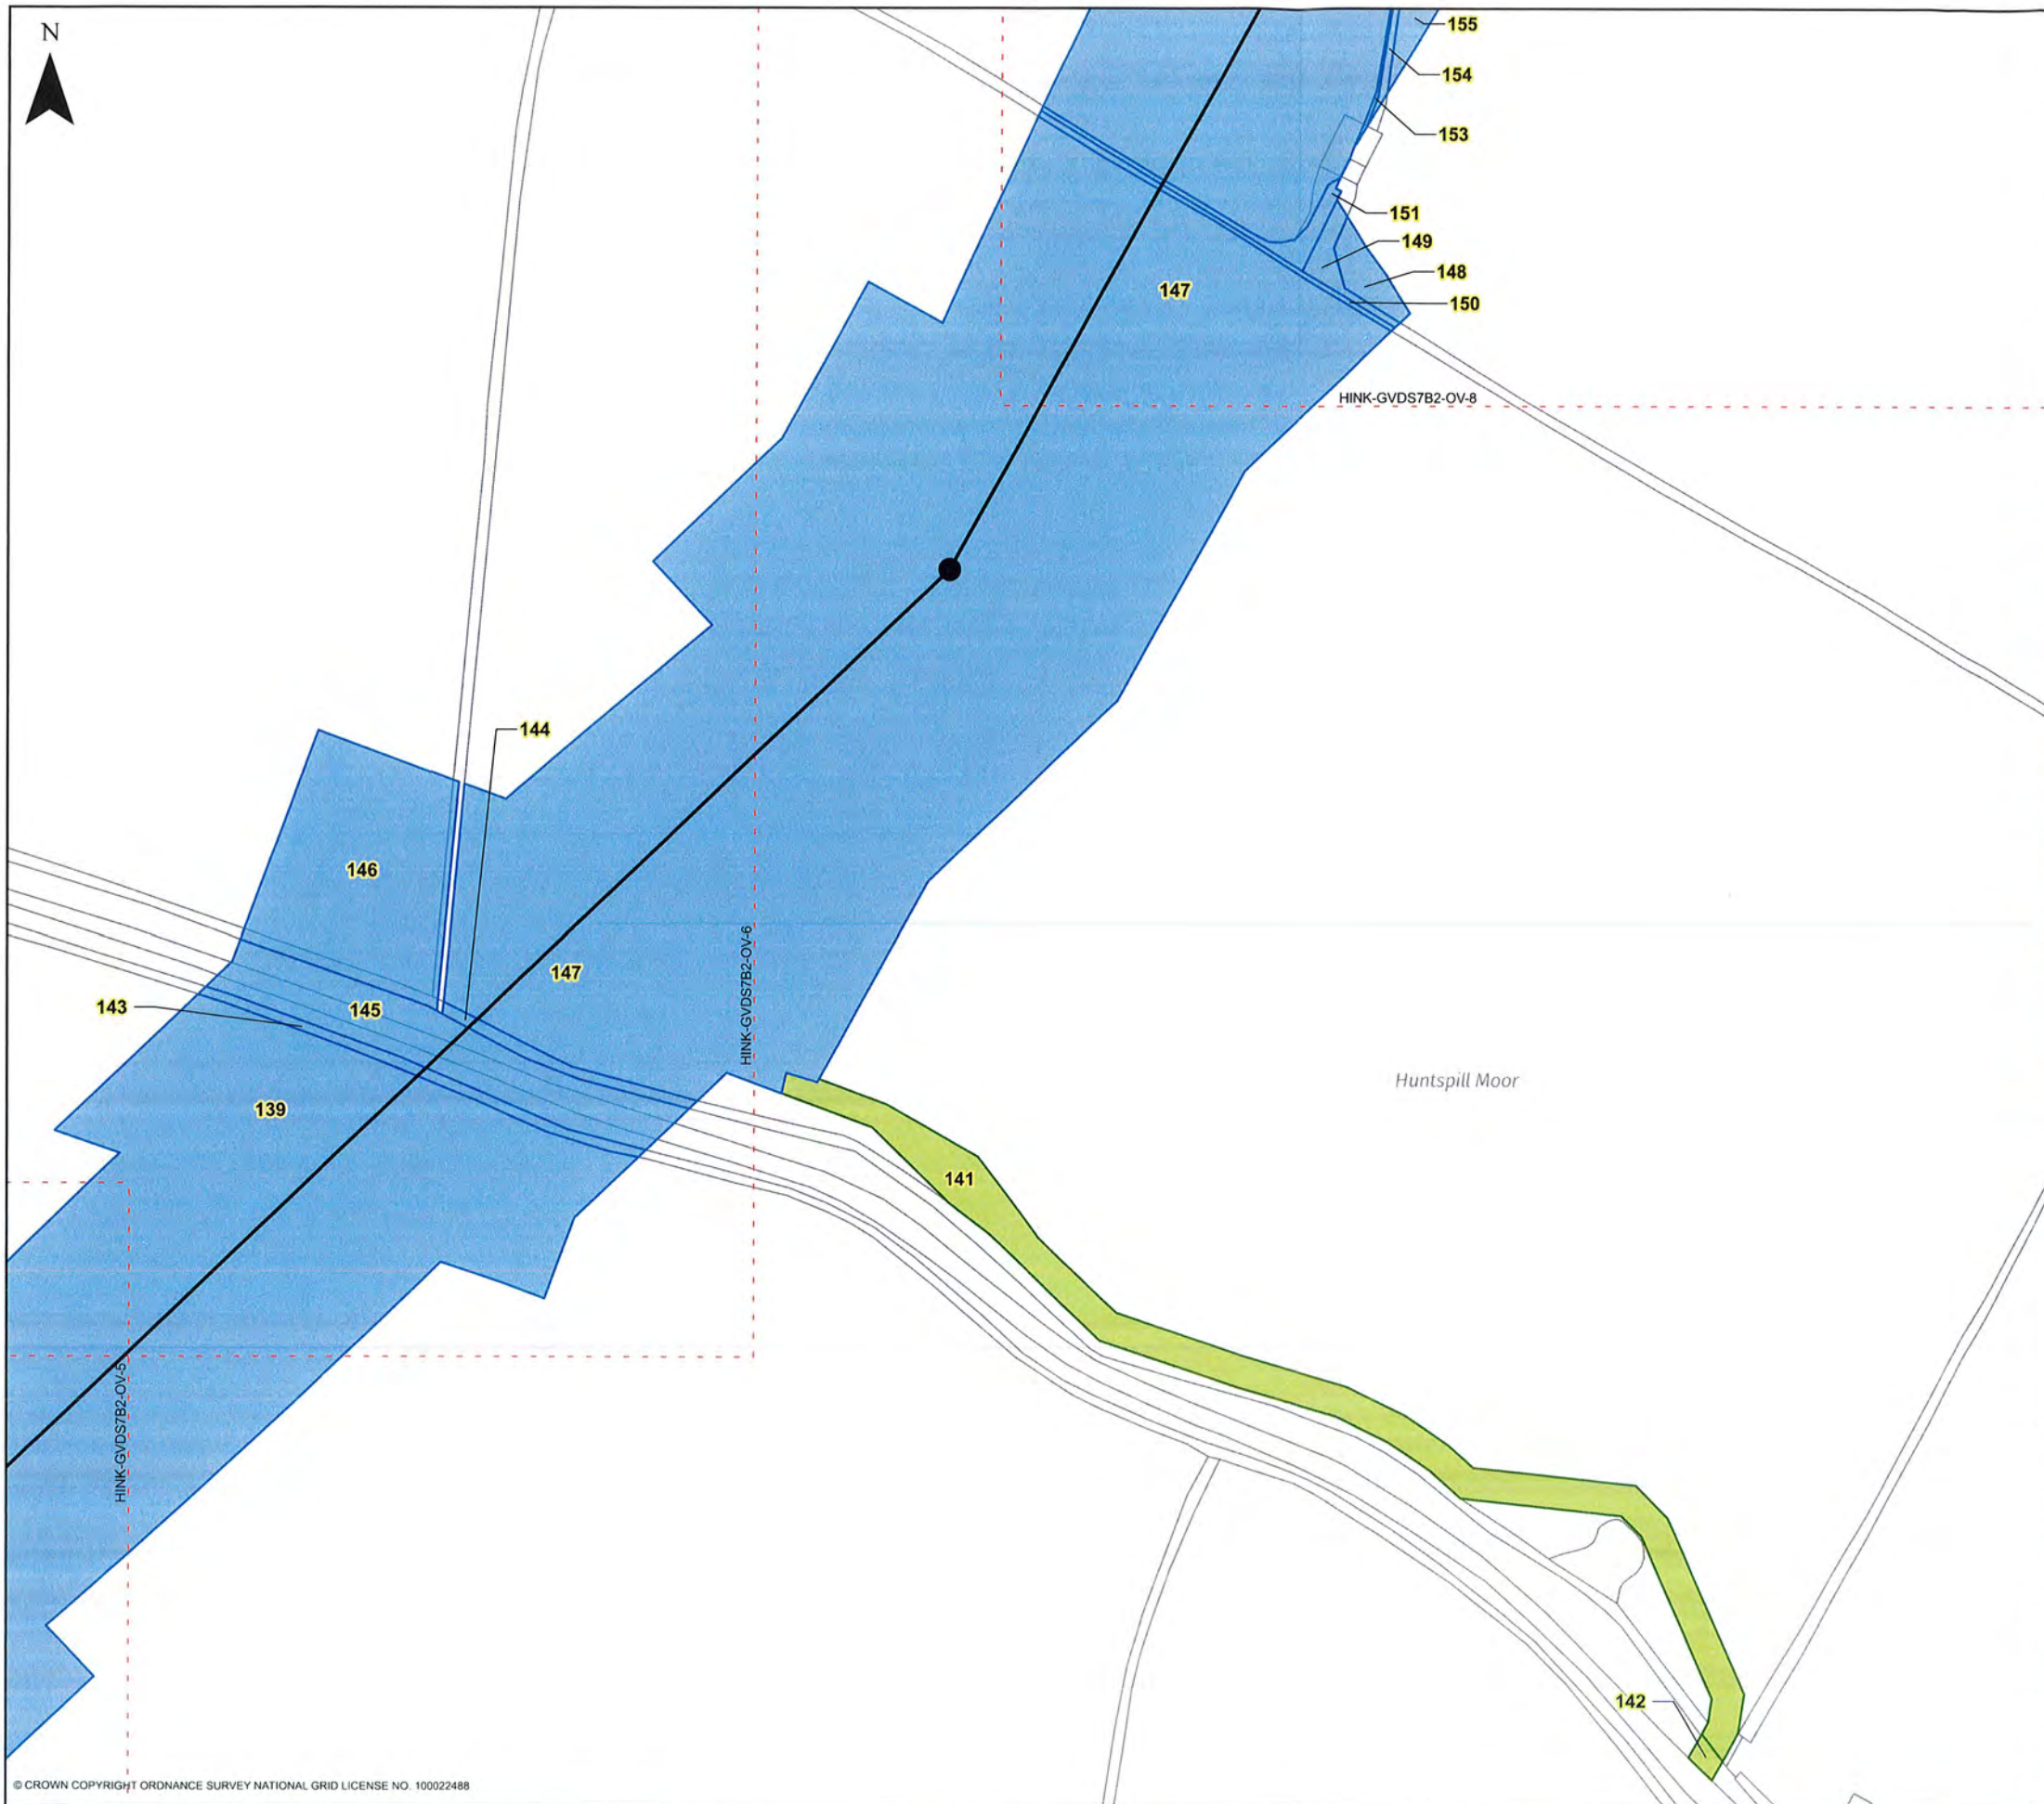 N
155
154
153
151
149
148
150
147
HINK-GVDS7B2-OV-8
144
146
147
HINK-GVDS7B2-OV-6
143
145
139
Huntspill Moor
141
HINK-GVDS7B2-OV-5
142
© CROWN COPYRIGHT ORDNANCE SURVEY NATIONAL GRID LICENSE NO. 100022488